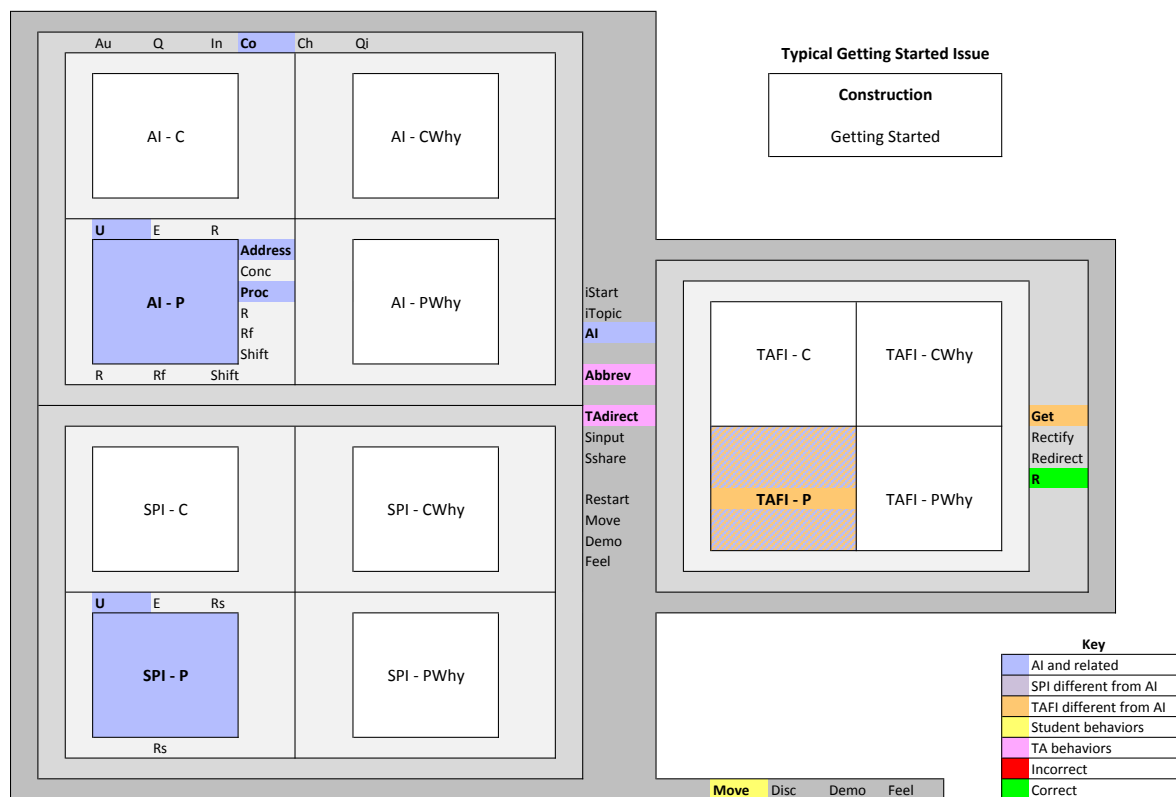 Au Q In Co Ch Qi
Typical Getting Started Issue
Construction
Getting Started
AI - C
AI - CWhy
U E R
Address
Conc
AI - P
Proc
R
Rf
Shift
AI - PWhy
R Rf Shift
iStart
iTopic
AI
Abbrev
TAdirect
Sinput
Sshare
Restart
Move
Demo
Feel
TAFI - C
TAFI - CWhy
TAFI - P
TAFI - PWhy
Get
Rectify
Redirect
R
SPI - C
SPI - CWhy
U E Rs
SPI - P
SPI - PWhy
Rs
Key
AI and related
SPI different from AI
TAFI different from AI
Student behaviors
TA behaviors
Incorrect
Correct
Move Disc Demo Feel